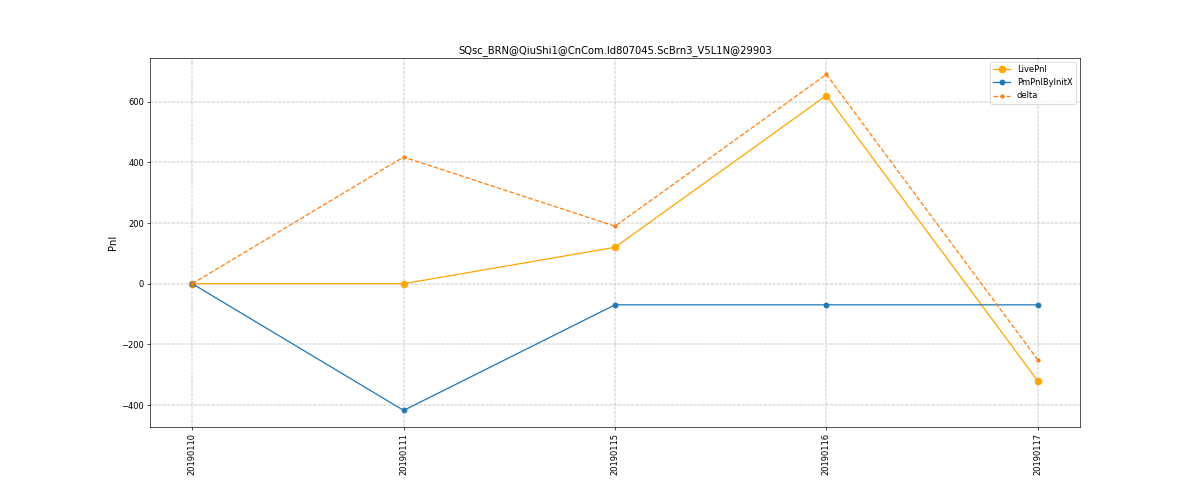 SQsc_BRN@QiuShi1@CnCom.Id807045.ScBrn3_V5L1N@29903
LivePnl
PmPnlByInitX
delta
600
400
200
0
−200
−400
Pnl
20190110
20190111
20190115
20190116
20190117